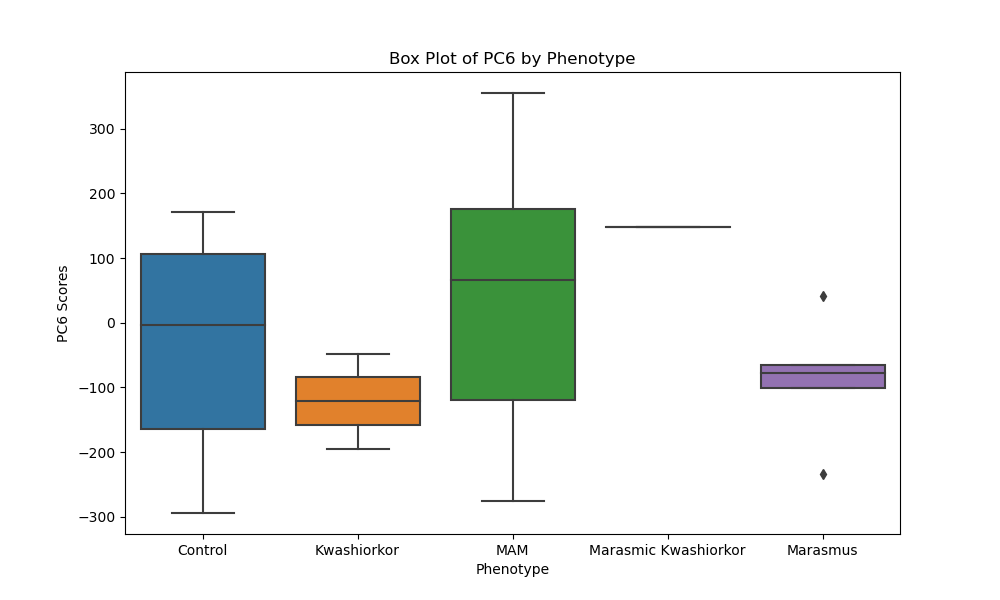 Box Plot of PC6 by Phenotype
PC6 Scores
300
200
100
0
−100
−200
−300
Control
Kwashiorkor
MAM
Marasmic Kwashiorkor
Marasmus
Phenotype